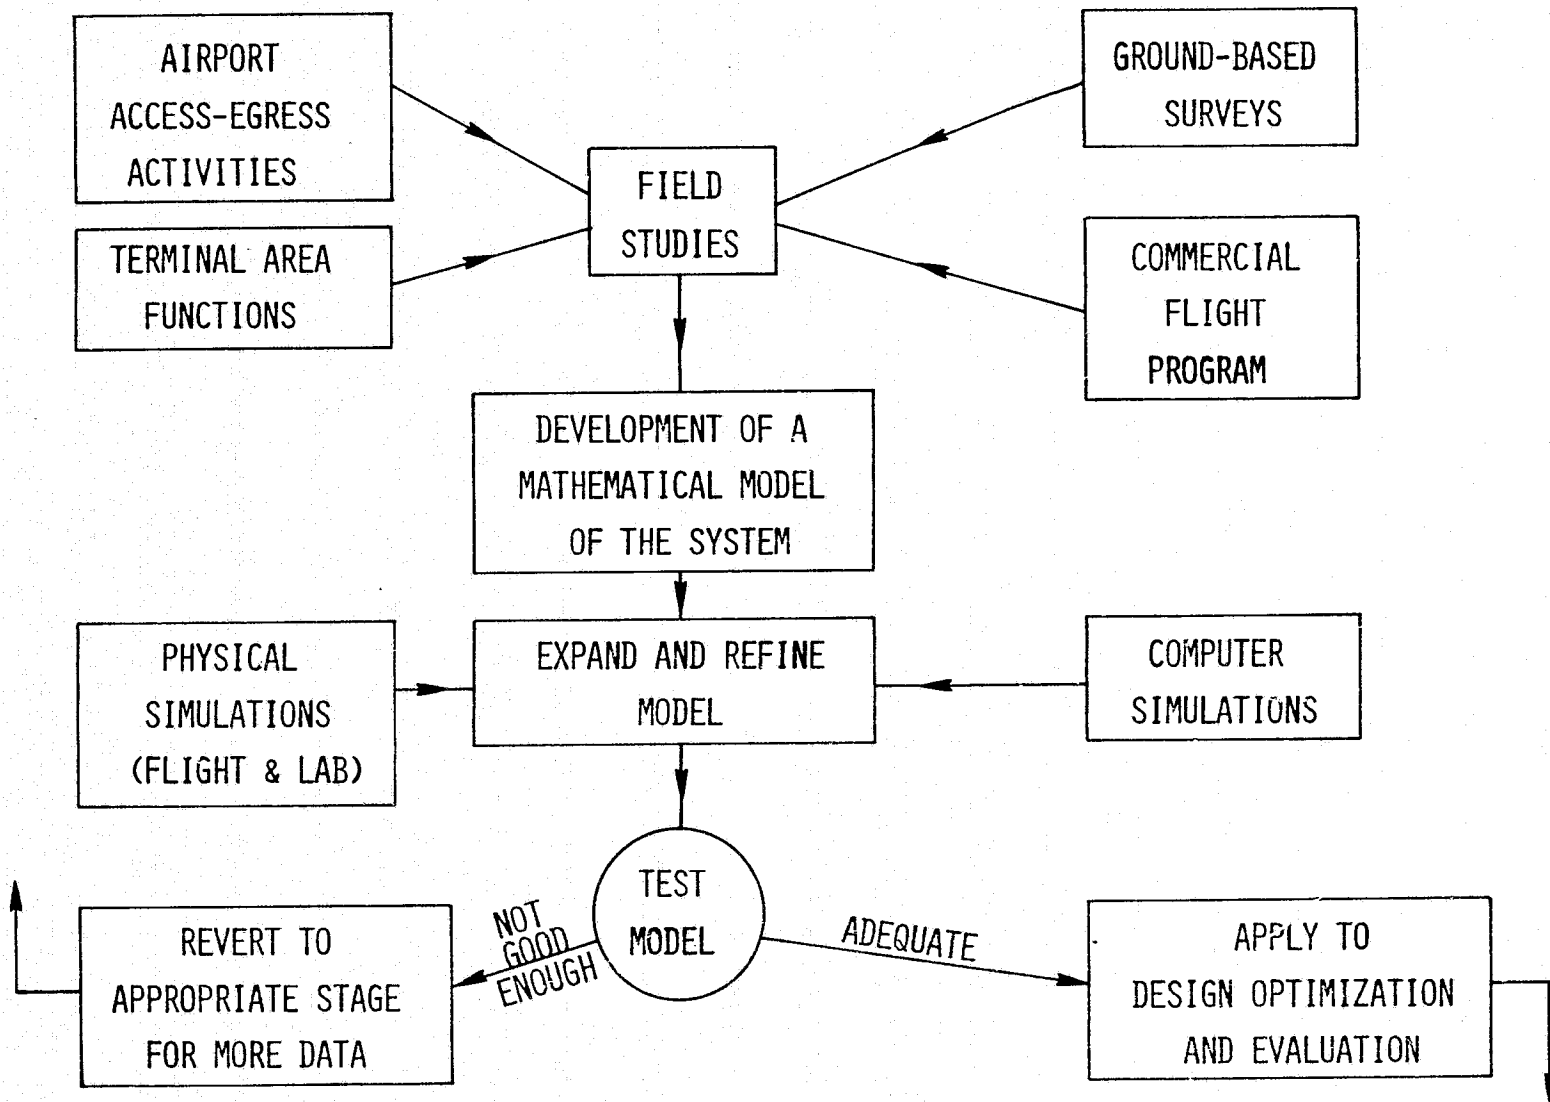 AIRPORT
ACCESS-EGRESS
ACTIVITIES
GROUND-BASED
SURVEYS
FIELD
STUDIES
TERMINAL AREA
FUNCTIONS
COMMERCIAL
FLIGHT
PROGRAM
DEVELOPMENT OF A
MATHEMATICAL MODEL
OF THE SYSTEM
PHYSICAL
SIMULATIONS
(FLIGHT & LAB)
EXPAND AND REFINE
MODEL
COMPUTER
SIMULATIONS
TEST
MODEL
NOT
GOOD
ENOUGH
ADEQUATE
REVERT TO
APPROPRIATE STAGE
FOR MORE DATA
APPLY TO
DESIGN OPTIMIZATION
AND EVALUATION